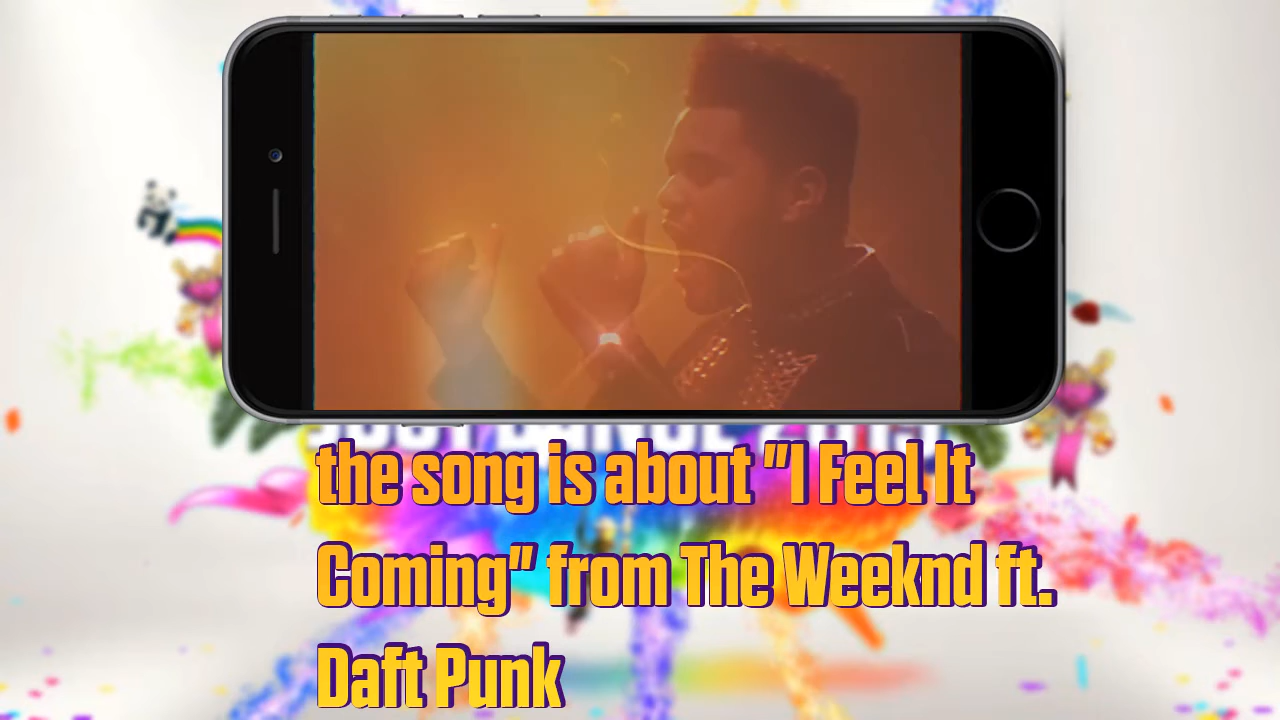 the song is about "I Feel It
Coming" from The Weeknd ft.
Daft Punk